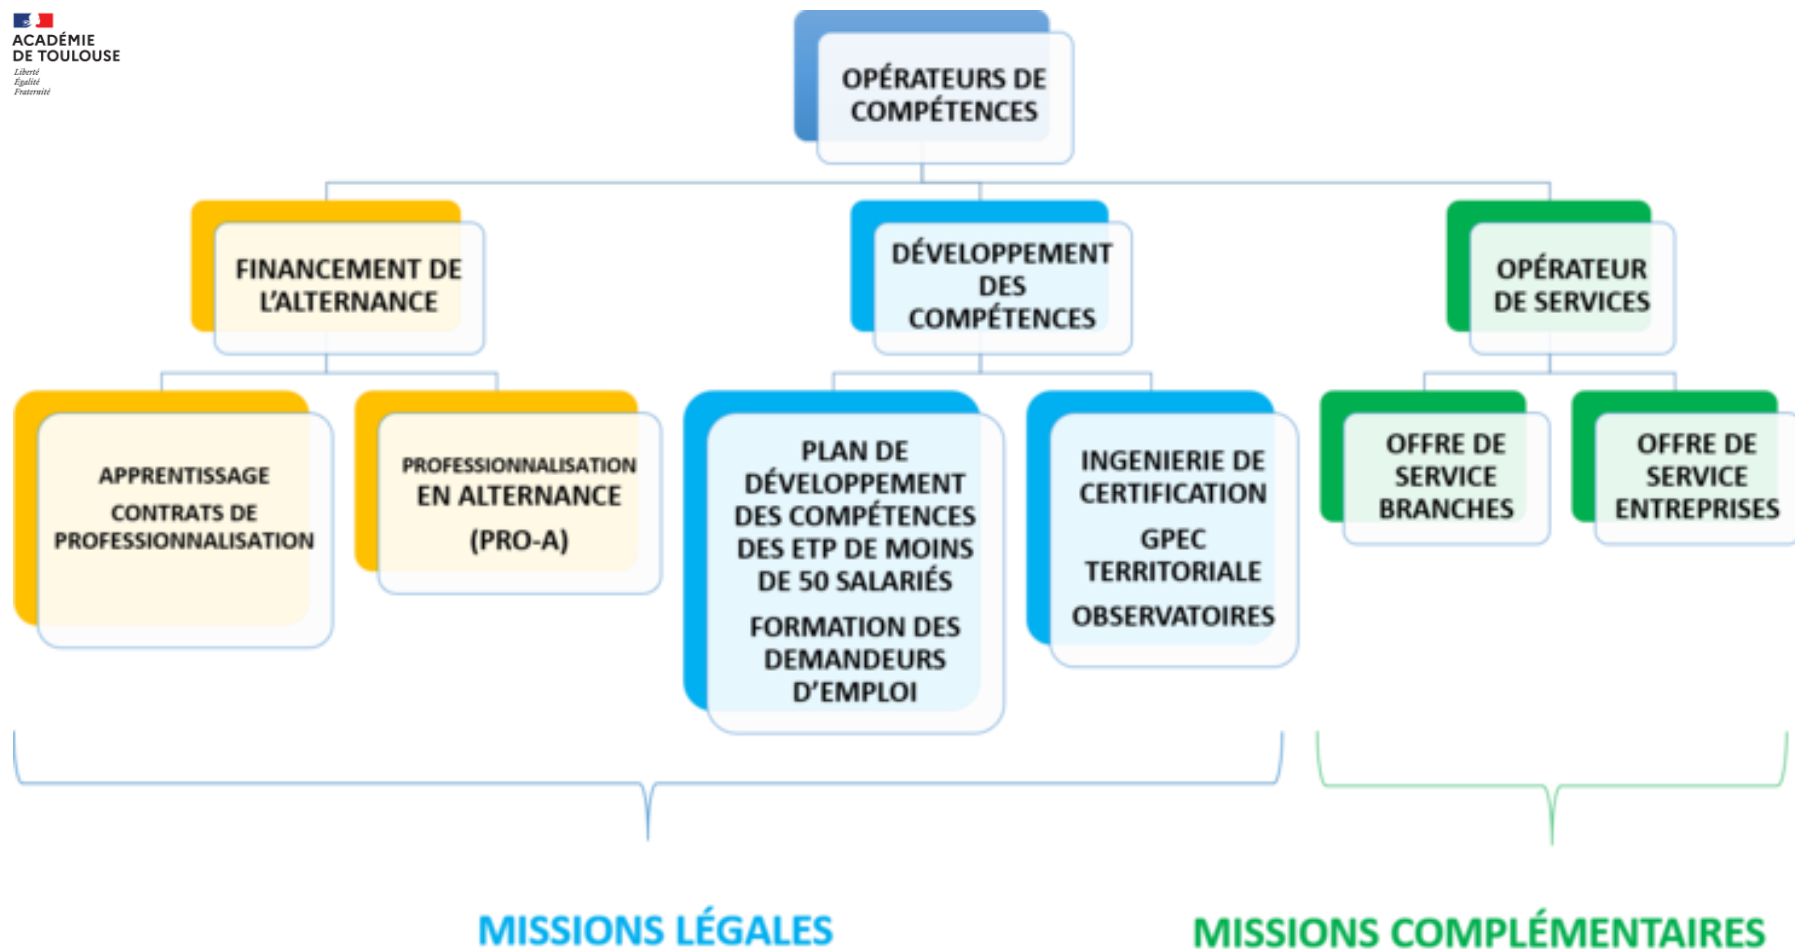 ACADÉMIE
DE TOULOUSE
Liberté
Égalité
Fraternité
OPÉRATEURS DE
COMPÉTENCES
FINANCEMENT DE
L'ALTERNANCE
DÉVELOPPEMENT
DES
COMPÉTENCES
OPÉRATEUR
DE SERVICES
APPRENTISSAGE
CONTRATS DE
PROFESSIONNALISATION
PROFESSIONNALISATION
EN ALTERNANCE
(PRO-A)
PLAN DE
DÉVELOPPEMENT
DES COMPÉTENCES
DES ETP DE MOINS
DE 50 SALARIÉS
FORMATION DES
DEMANDEURS
D'EMPLOI
INGENIERIE DE
CERTIFICATION
GPEC
TERRITORIALE
OBSERVATOIRES
OFFRE DE
SERVICE
BRANCHES
OFFRE DE
SERVICE
ENTREPRISES
MISSIONS LÉGALES
MISSIONS COMPLÉMENTAIRES